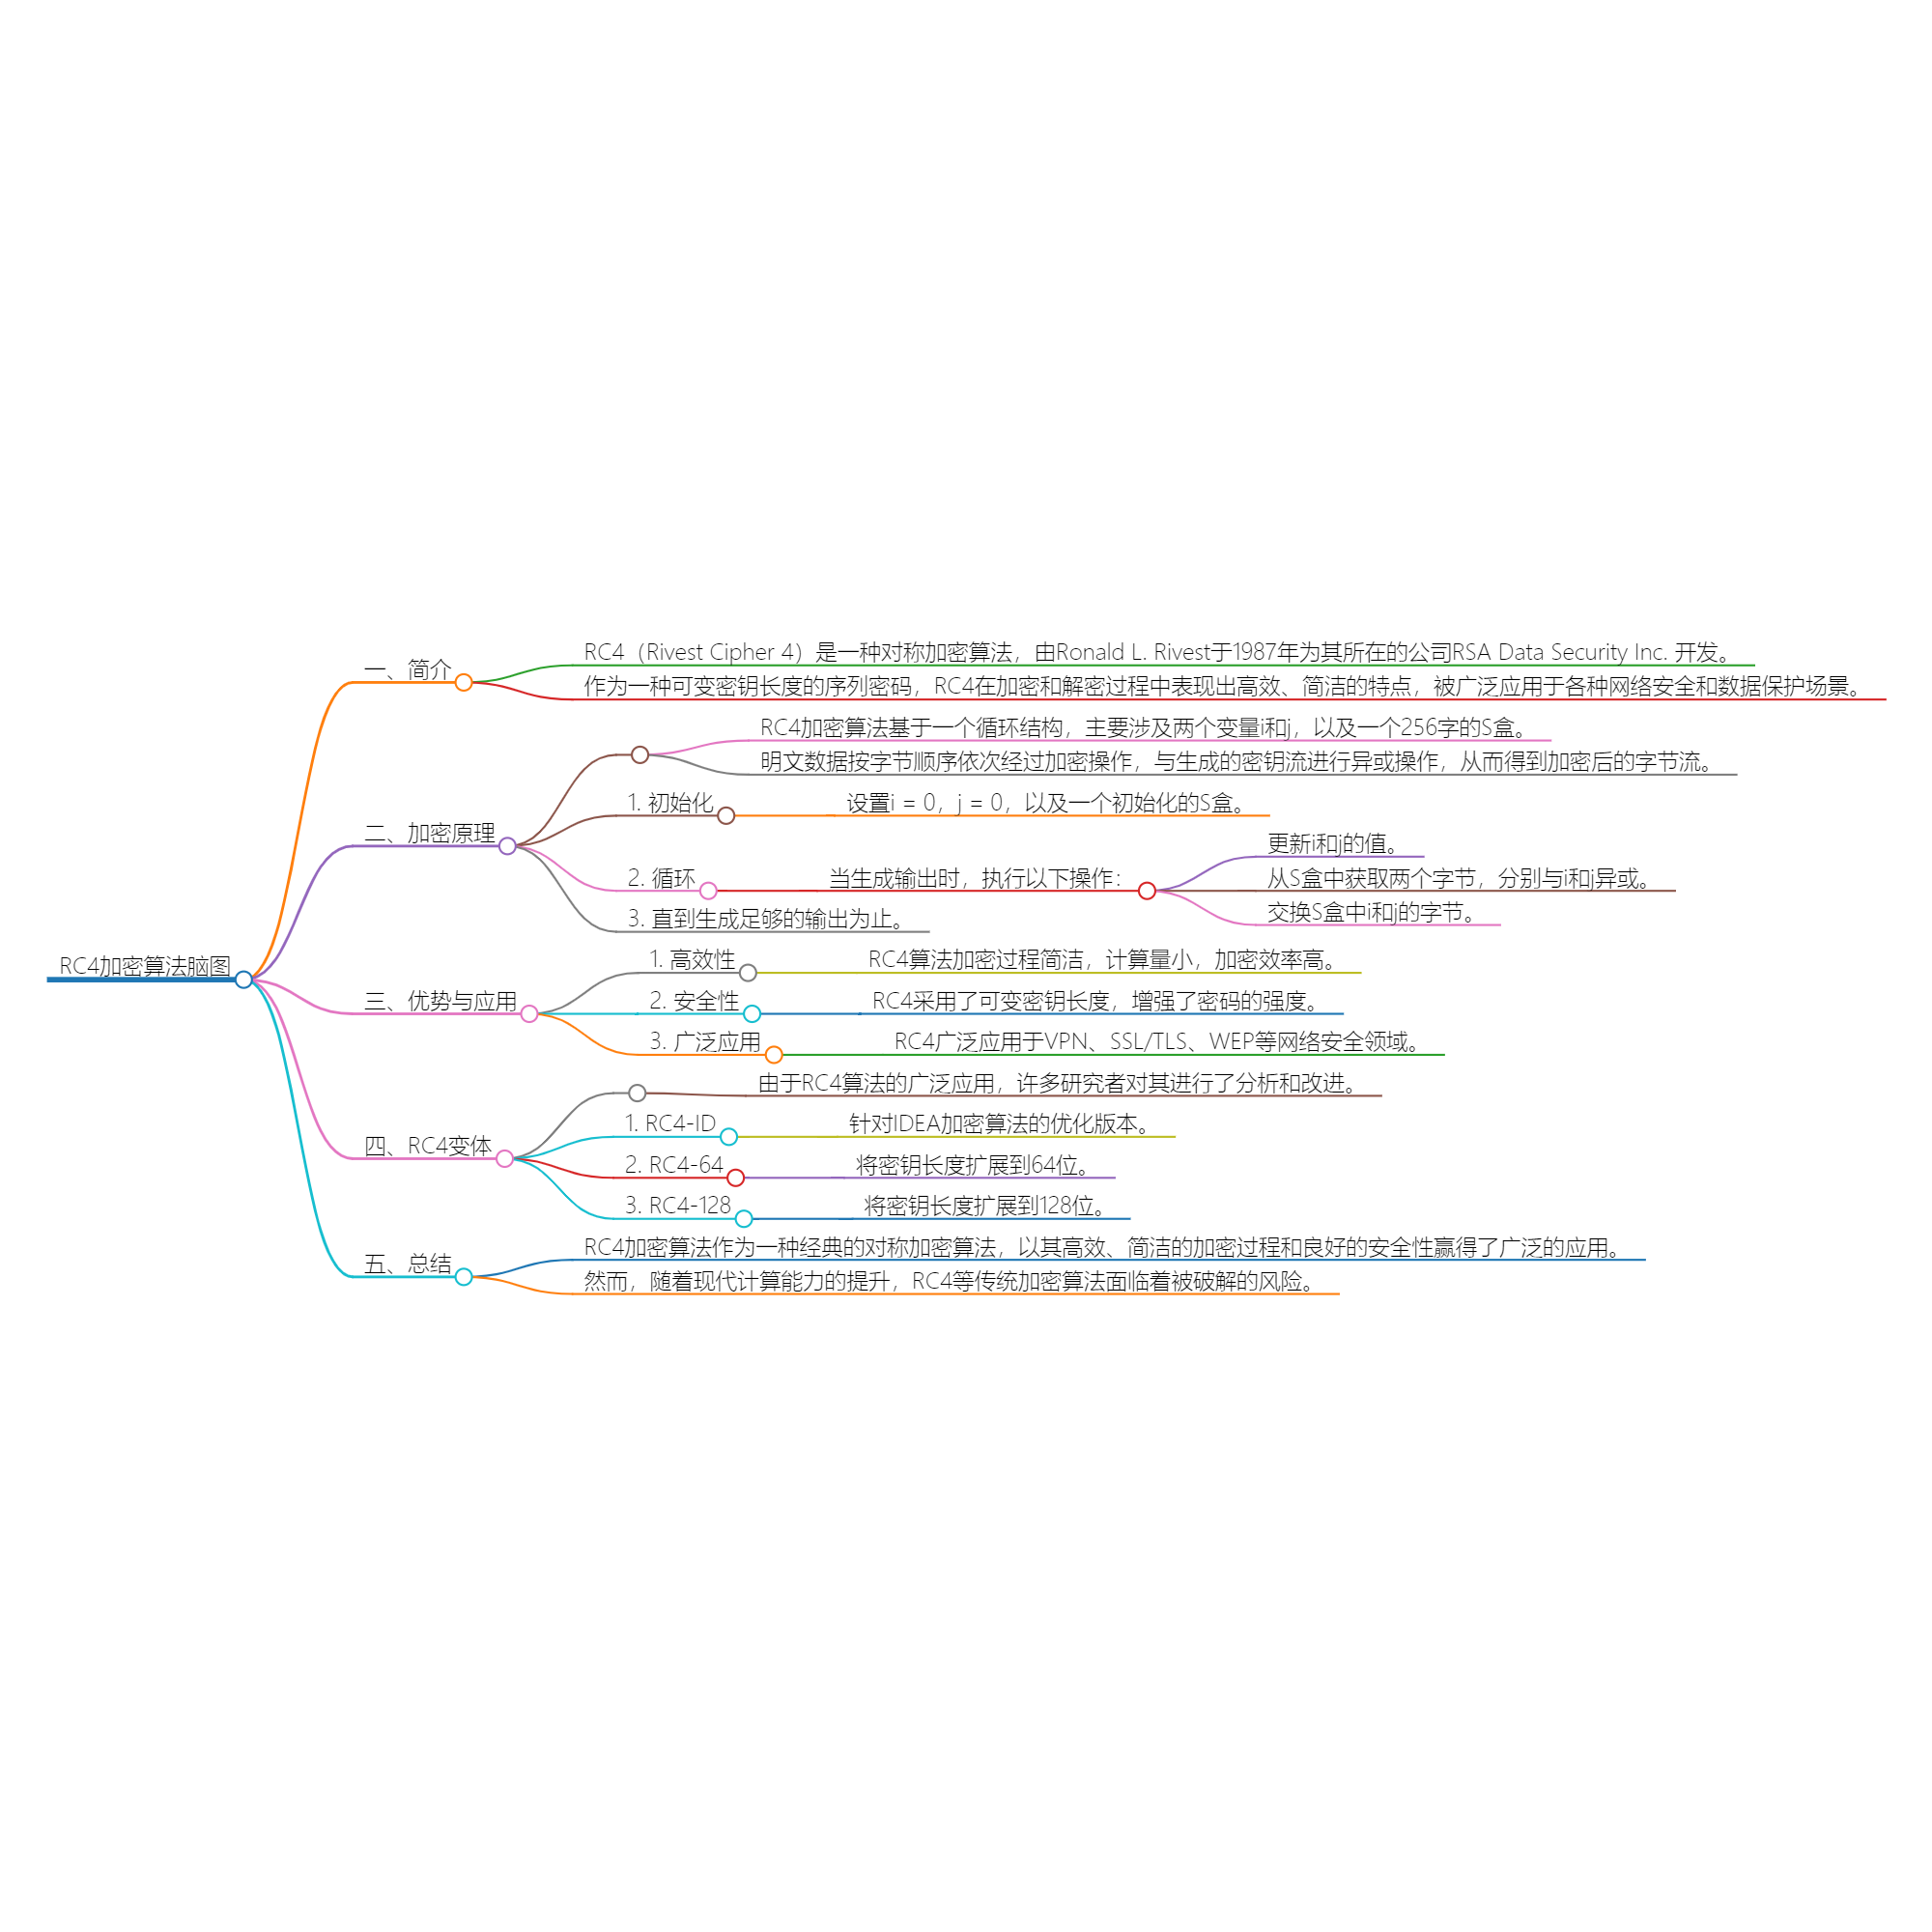 RC4加密算法脑图
一、简介
RC4（Rivest Cipher 4）是一种对称加密算法，由Ronald L. Rivest于1987年为其所在的公司RSA Data Security Inc. 开发。
作为一种可变密钥长度的序列密码，RC4在加密和解密过程中表现出高效、简洁的特点，被广泛应用于各种网络安全和数据保护场景。
二、加密原理
RC4加密算法基于一个循环结构，主要涉及两个变量i和j，以及一个256字的S盒。
明文数据按字节顺序依次经过加密操作，与生成的密钥流进行异或操作，从而得到加密后的字节流。
1. 初始化
设置i = 0，j = 0，以及一个初始化的S盒。
2. 循环
当生成输出时，执行以下操作：
更新i和j的值。
从S盒中获取两个字节，分别与i和j异或。
交换S盒中i和j的字节。
3. 直到生成足够的输出为止。
三、优势与应用
1. 高效性
RC4算法加密过程简洁，计算量小，加密效率高。
2. 安全性
RC4采用了可变密钥长度，增强了密码的强度。
3. 广泛应用
RC4广泛应用于VPN、SSL/TLS、WEP等网络安全领域。
四、RC4变体
由于RC4算法的广泛应用，许多研究者对其进行了分析和改进。
1. RC4-ID
针对IDEA加密算法的优化版本。
2. RC4-64
将密钥长度扩展到64位。
3. RC4-128
将密钥长度扩展到128位。
五、总结
RC4加密算法作为一种经典的对称加密算法，以其高效、简洁的加密过程和良好的安全性赢得了广泛的应用。
然而，随着现代计算能力的提升，RC4等传统加密算法面临着被破解的风险。